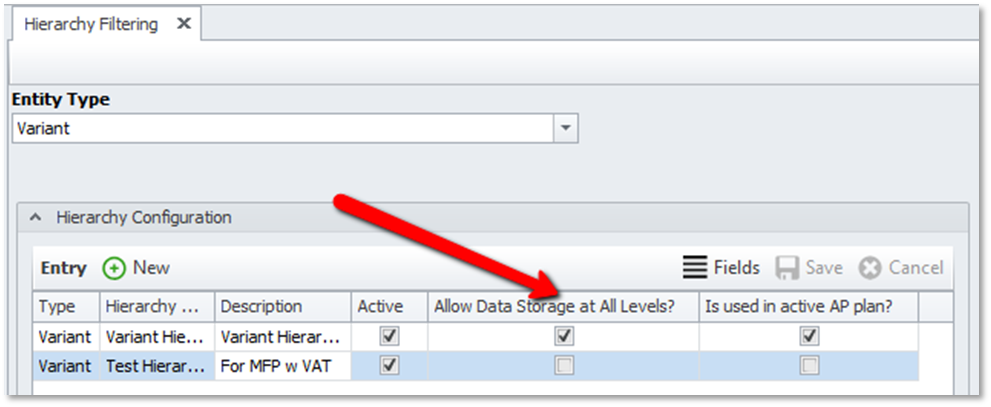 Hierarchy Filtering
Entity Type
Variant
Hierarchy Configuration
Entry New Fields Save Cancel
Type Hierarchy ... Description Active Allow Data Storage at All Levels? Is used in active AP plan?
Variant Variant Hie... Variant Hierar...
Variant Test Hierar... For MFP w VAT